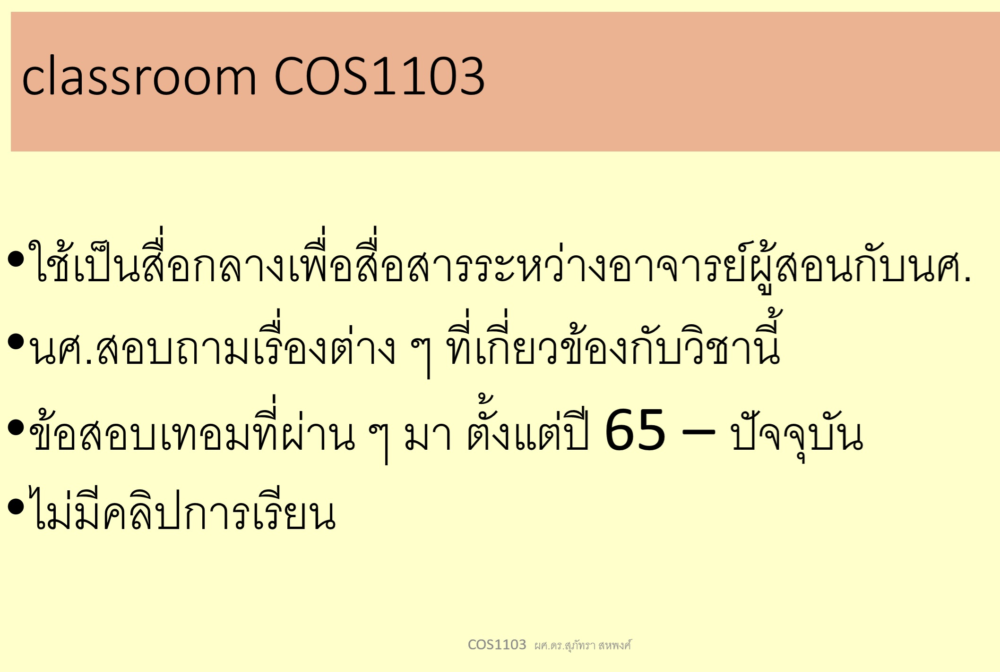 classroom COS1103
•ใช้เป็นสื่อกลางเพื่อสื่อสารระหว่างอาจารย์ผู้สอนกับนศ.
•นศ.สอบถามเรื่องต่าง ๆ ที่เกี่ยวข้องกับวิชานี้
•ข้อสอบเทอมที่ผ่าน ๆ มา ตั้งแต่ปี 65 – ปัจจุบัน
•ไม่มีคลิปการเรียน
COS1103 ผศ.ดร.สุภัทรา สหพงศ์